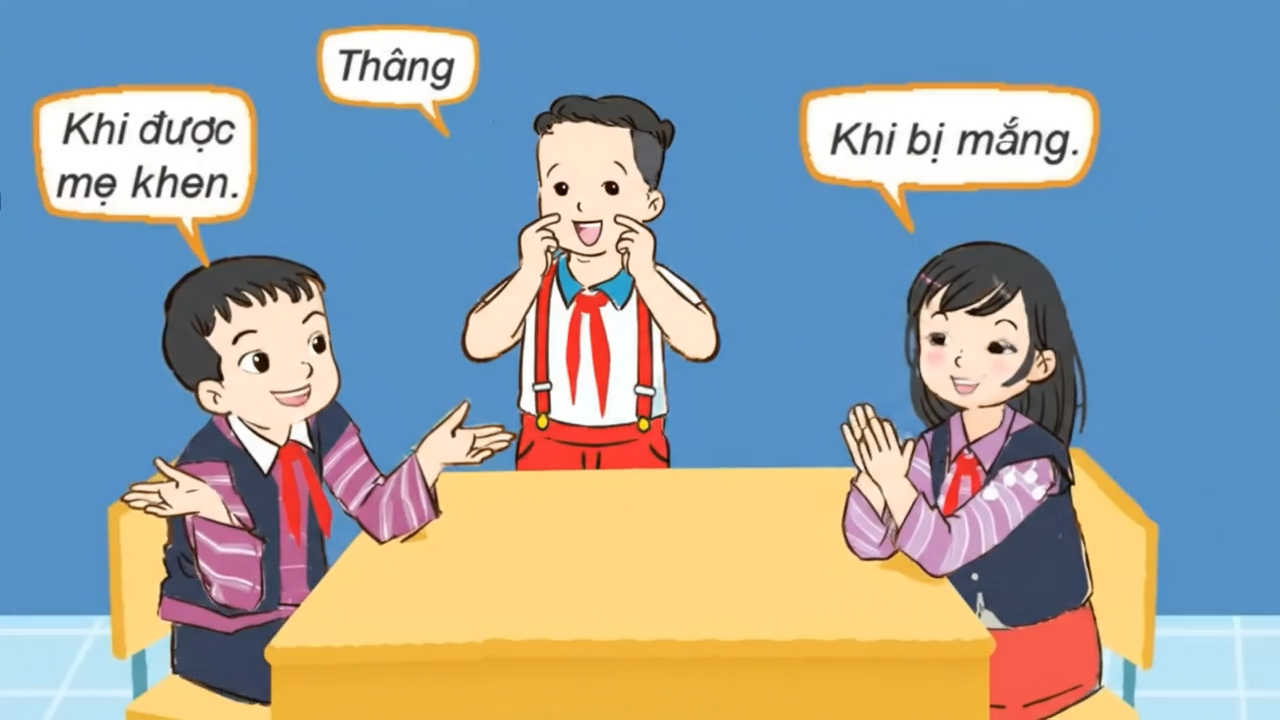 Thâng
Khi được
mẹ khen.
Khi bị mắng.